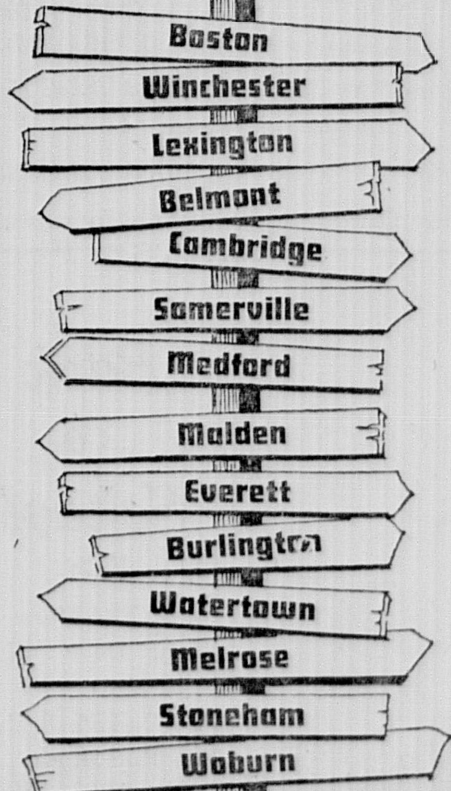 Boston
Winchester
Lexington
Belmont
Cambridge
Somerville
Medford
Malden
Everett
Burlington
Watertown
Melrose
Stoneham
Woburn